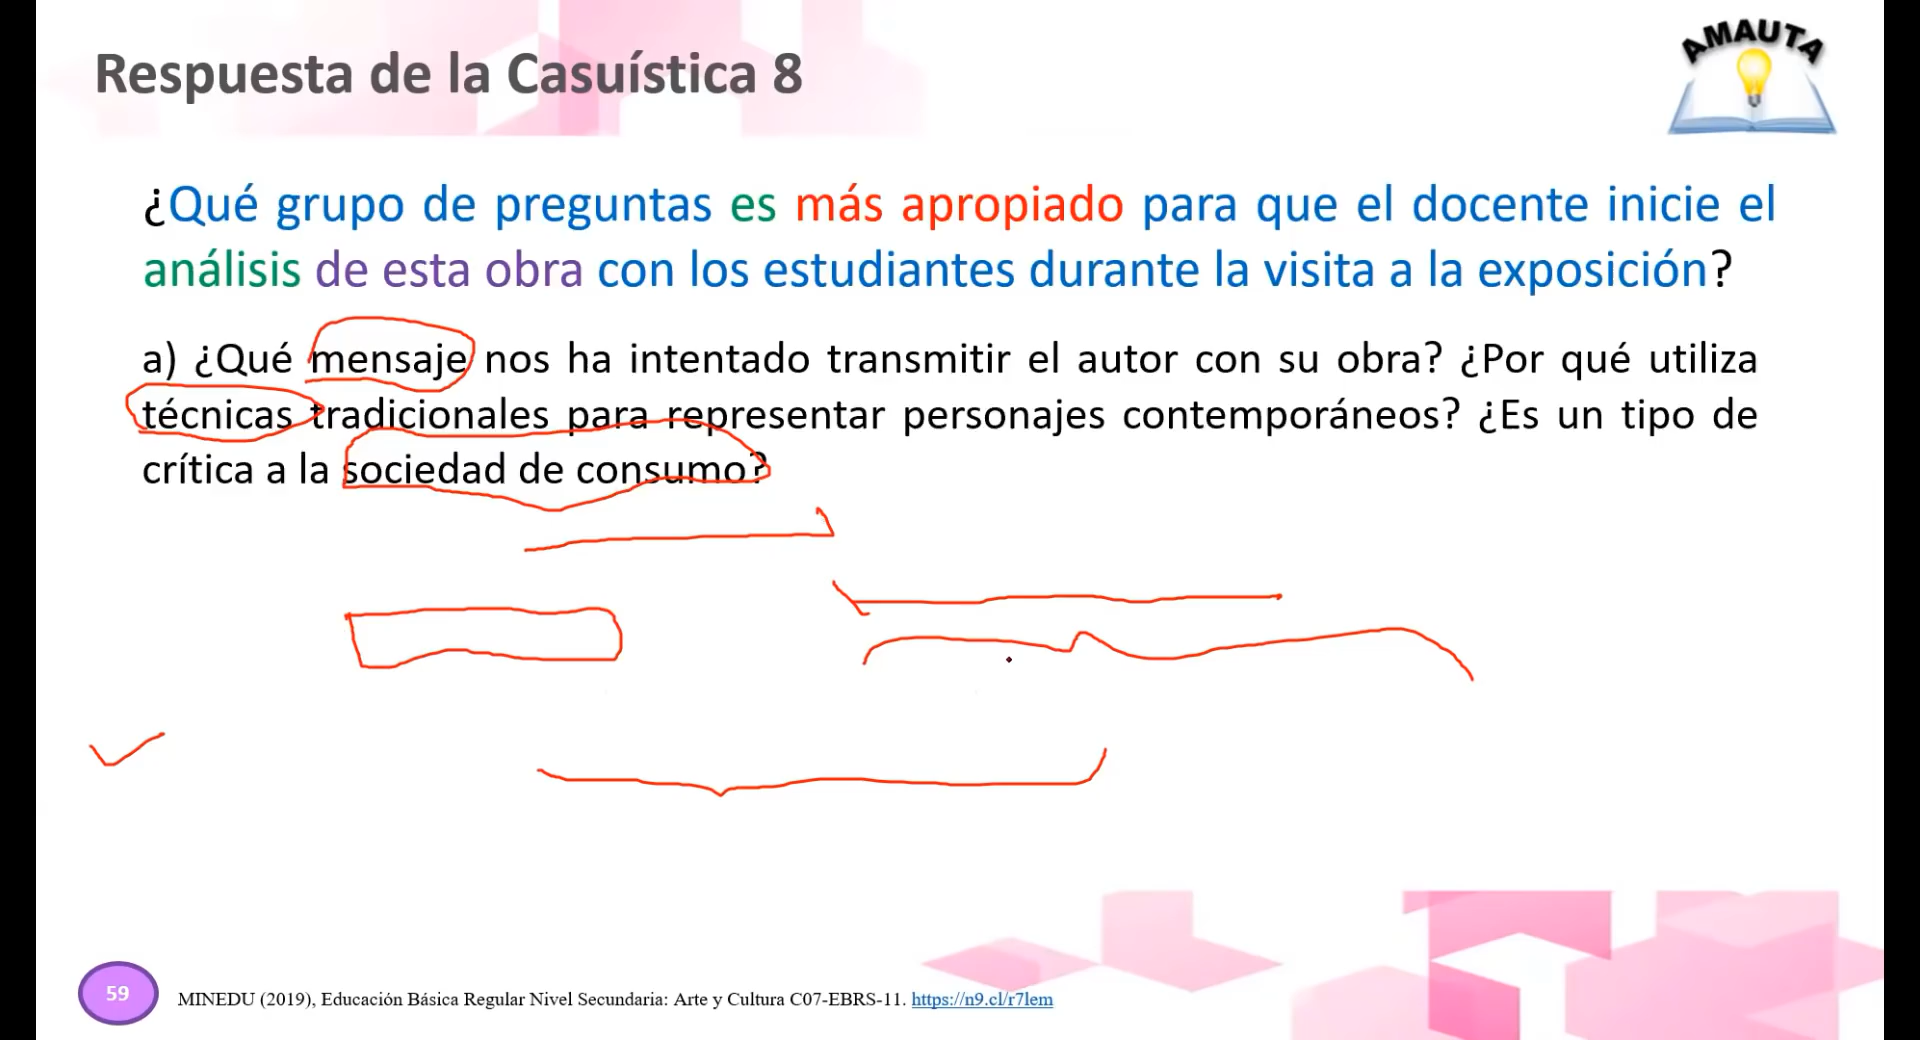 Respuesta de la Casuística 8
AMAUTA
¿Qué grupo de preguntas es más apropiado para que el docente inicie el
análisis de esta obra con los estudiantes durante la visita a la exposición?
a) ¿Qué mensaje nos ha intentado transmitir el autor con su obra? ¿Por qué utiliza
técnicas tradicionales para representar personajes contemporáneos? ¿Es un tipo de
crítica a la sociedad de consumo?
59
MINEDU (2019), Educación Básica Regular Nivel Secundaria: Arte y Cultura C07-EBRS-11. https://n9.cl/r7lem